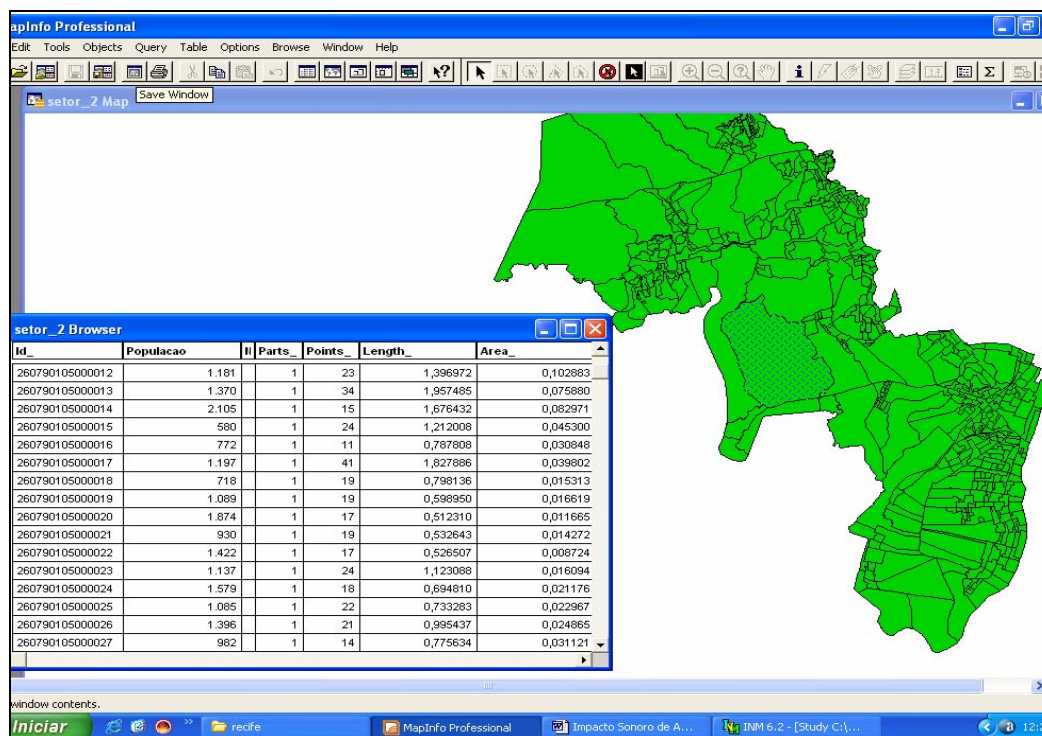 apInfo Professional
Edit Tools Objects Query Table Options Browse Window Help
setor_2 Map
Save Window
setor_2 Browser
Id_ Populacao Parts_ Points_ Length_ Area_
260790105000012 1.181 1 23 1,396972 0,102883
260790105000013 1.370 1 34 1,957485 0,075880
260790105000014 2.105 1 15 1,676432 0,082971
260790105000015 580 1 24 1,212008 0,045300
260790105000016 772 1 11 0,787808 0,030848
260790105000017 1.197 1 41 1,827886 0,039802
260790105000018 718 1 19 0,798136 0,015313
260790105000019 1.089 1 19 0,598950 0,016619
260790105000020 1.874 1 17 0,512310 0,011665
260790105000021 930 1 19 0,532643 0,014272
260790105000022 1.422 1 17 0,526507 0,008724
260790105000023 1.137 1 24 1,123088 0,016094
260790105000024 1.579 1 18 0,694810 0,021176
260790105000025 1.085 1 22 0,733283 0,022967
260790105000026 1.396 1 21 0,995437 0,024865
260790105000027 982 1 14 0,775634 0,031121
window contents.
Iniciar recife MapInfo Professional Impacto Sonoro de A... INM 6.2 - [Study C:\...